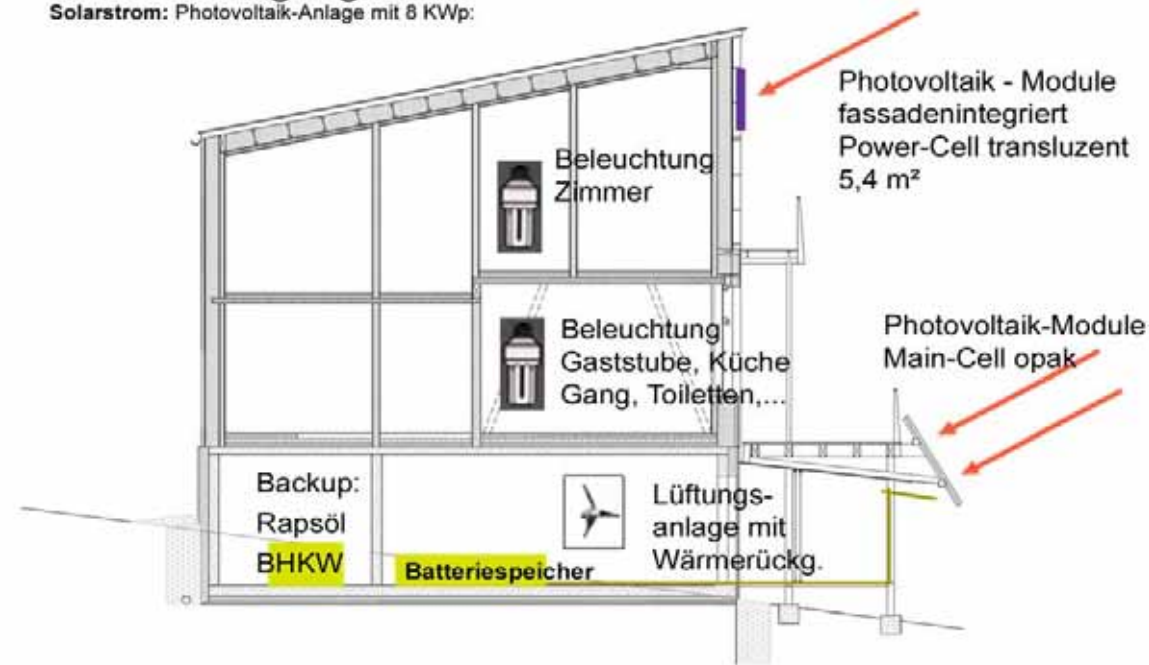 Solarstrom: Photovoltaik-Anlage mit 8 KWp:
Photovoltaik - Module
fassadenintegriert
Power-Cell transluzent
5,4 m²
Beleuchtung
Zimmer
Beleuchtung
Gaststube, Küche
Gang, Toiletten,...
Photovoltaik-Module
Main-Cell opak
Backup:
Rapsöl
BHKW
Batteriespeicher
Lüftungs-
anlage mit
Wärmerückg.